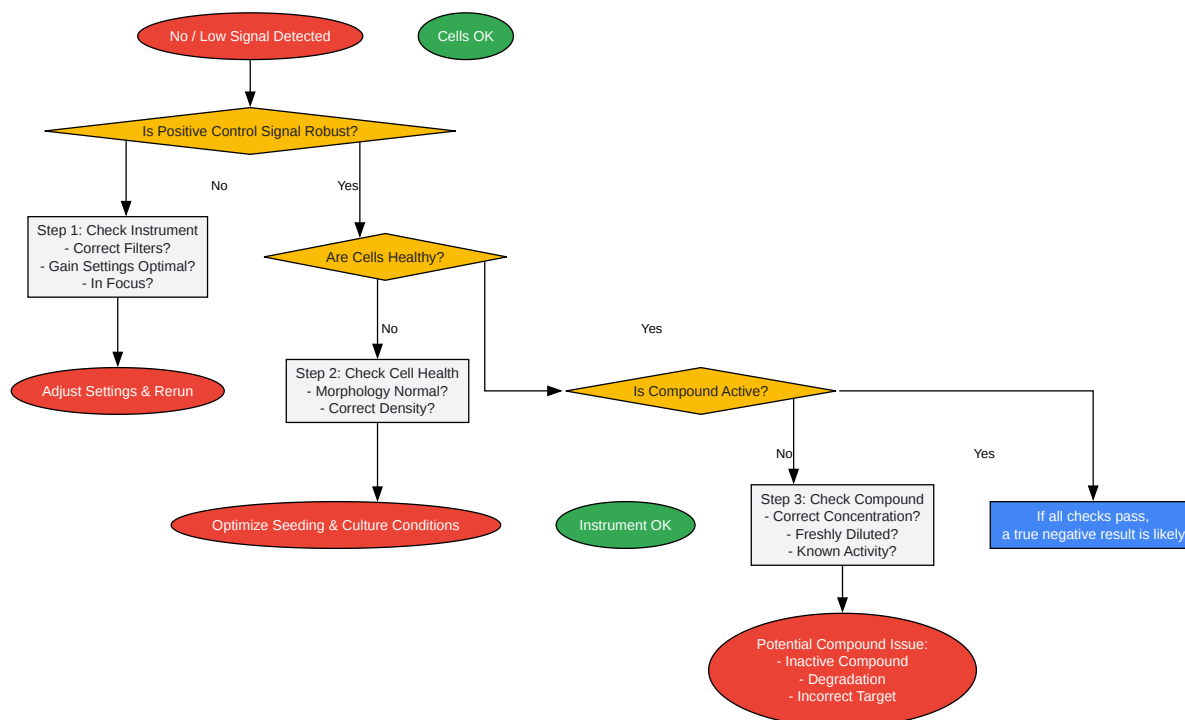 No / Low Signal Detected
Cells OK
Is Positive Control Signal Robust?
No
Yes
Step 1: Check Instrument
- Correct Filters?
- Gain Settings Optimal?
- In Focus?
Are Cells Healthy?
No
Yes
Adjust Settings & Rerun
Step 2: Check Cell Health
- Morphology Normal?
- Correct Density?
Is Compound Active?
No
Yes
Optimize Seeding & Culture Conditions
Instrument OK
Step 3: Check Compound
- Correct Concentration?
- Freshly Diluted?
- Known Activity?
If all checks pass,
a true negative result is likely
Potential Compound Issue:
- Inactive Compound
- Degradation
- Incorrect Target